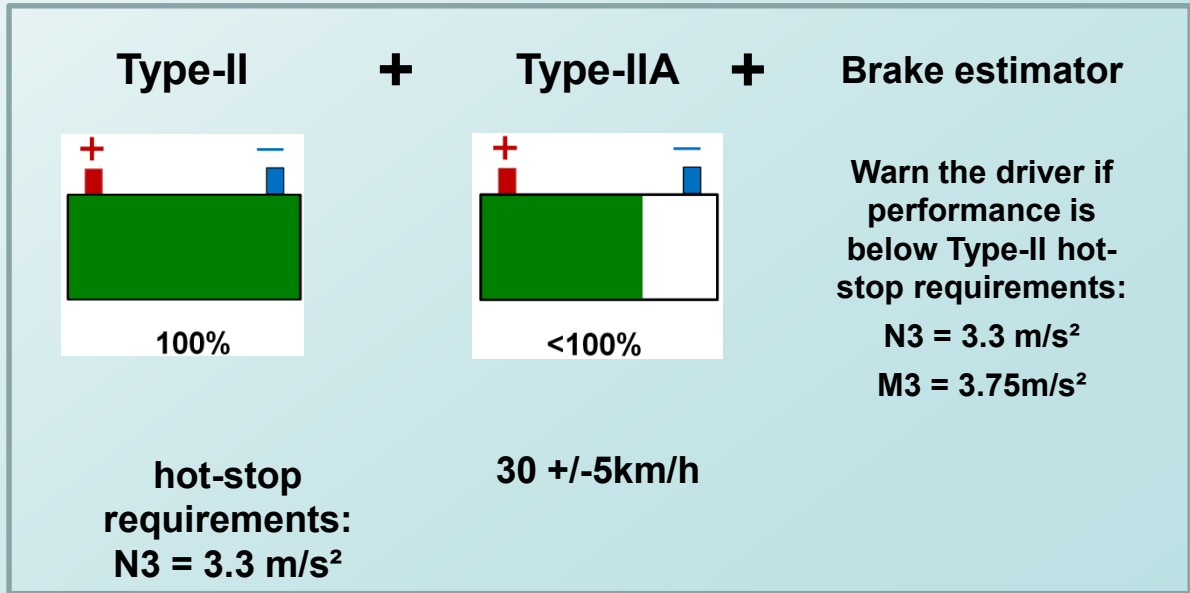 Type-II + Type-IIA + Brake estimator
+ —
100%
hot-stop
requirements:
N3 = 3.3 m/s²
+ —
<100%
30 +/-5km/h
Warn the driver if
performance is
below Type-II hot-
stop requirements:
N3 = 3.3 m/s²
M3 = 3.75m/s²